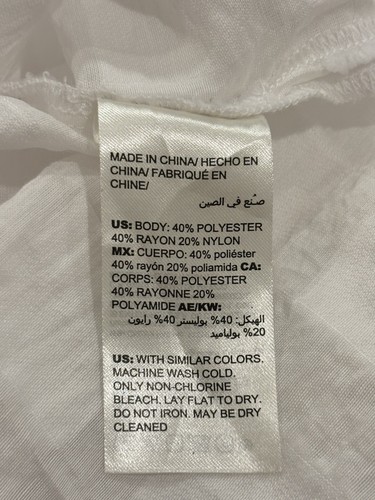 MADE IN CHINA/ HECHO EN
CHINA/ FABRIQUÉ EN
CHINE/
صُنع في الصين
US: BODY: 40% POLYESTER
40% RAYON 20% NYLON
MX: CUERPO: 40% poliéster
40% rayón 20% poliamida CA:
CORPS: 40% POLYESTER
40% RAYONNE 20%
POLYAMIDE AE/KW:
الهيكل: 40% بوليستر 40% رايون
20% بولياميد
US: WITH SIMILAR COLORS.
MACHINE WASH COLD.
ONLY NON-CHLORINE
BLEACH. LAY FLAT TO DRY.
DO NOT IRON. MAY BE DRY
CLEANED